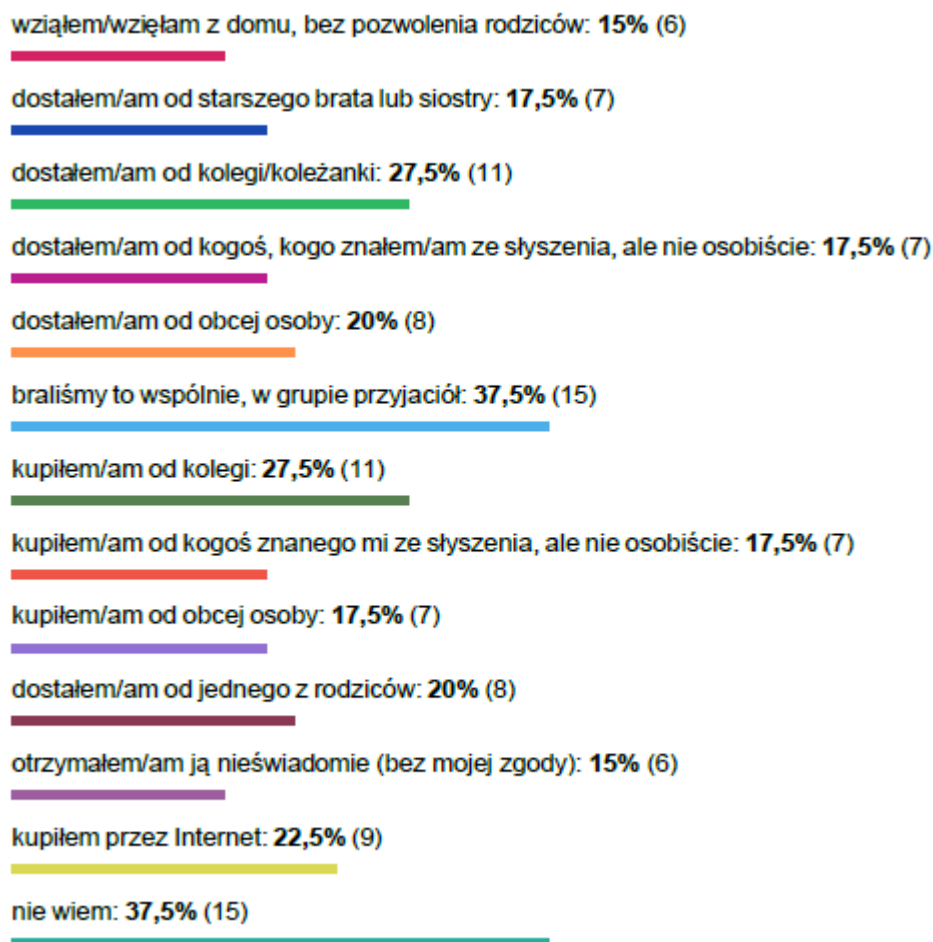 wziąłem/wzięłam z domu, bez pozwolenia rodziców: 15% (6)
dostałem/am od starszego brata lub siostry: 17,5% (7)
dostałem/am od kolegi/koleżanki: 27,5% (11)
dostałem/am od kogoś, kogo znałem/am ze słyszenia, ale nie osobiście: 17,5% (7)
dostałem/am od obcej osoby: 20% (8)
braliśmy to wspólnie, w grupie przyjaciół: 37,5% (15)
kupiłem/am od kolegi: 27,5% (11)
kupiłem/am od kogoś znanego mi ze słyszenia, ale nie osobiście: 17,5% (7)
kupiłem/am od obcej osoby: 17,5% (7)
dostałem/am od jednego z rodziców: 20% (8)
otrzymałem/am ją nieświadomie (bez mojej zgody): 15% (6)
kupiłem przez Internet: 22,5% (9)
nie wiem: 37,5% (15)